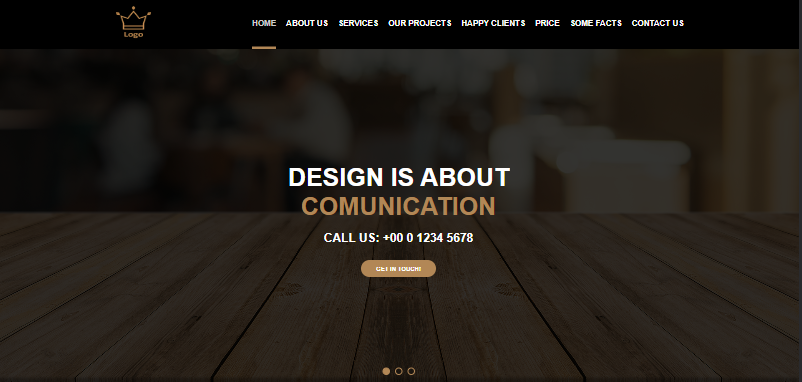 Logo
HOME ABOUT US SERVICES OUR PROJECTS HAPPY CLIENTS PRICE SOME FACTS CONTACT US
DESIGN IS ABOUT
COMUNICATION
CALL US: +00 0 1234 5678
GET IN TOUCH!